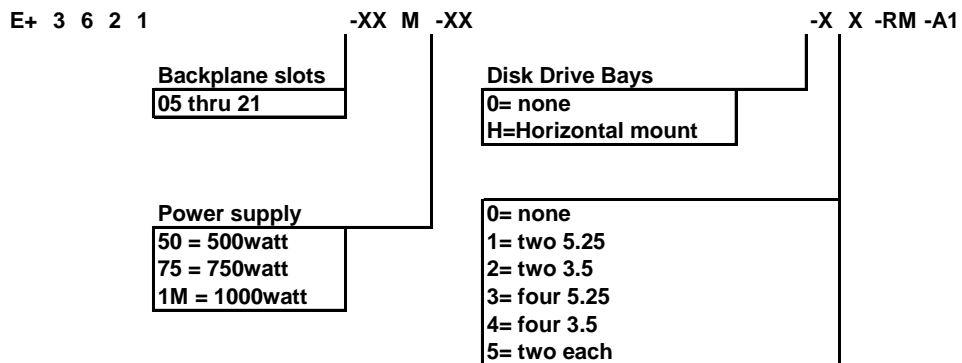 E+ 3 6 2 1 -XX M -XX -X X -RM -A1
Backplane slots
05 thru 21
Disk Drive Bays
0= none
H=Horizontal mount
Power supply
50 = 500watt
75 = 750watt
1M = 1000watt
0= none
1= two 5.25
2= two 3.5
3= four 5.25
4= four 3.5
5= two each